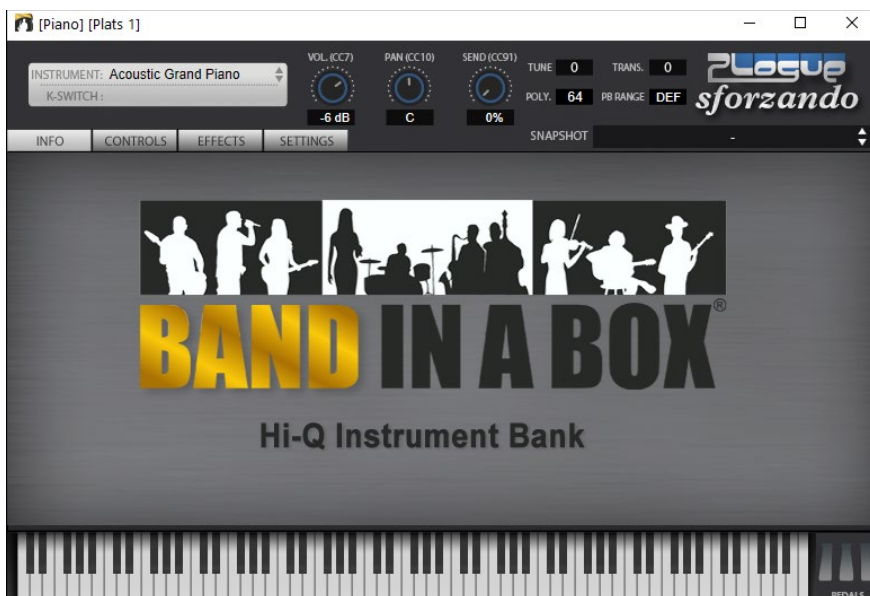 [Piano] [Plats 1]
INSTRUMENT: Acoustic Grand Piano
K-SWITCH :
VOL. (CC7)
-6 dB
PAN (CC10)
C
SEND (CC91)
0%
TUNE 0
TRANS. 0
POLY. 64
PB RANGE DEF
PLOGUE
sforzando
INFO
CONTROLS
EFFECTS
SETTINGS
SNAPSHOT -
BAND IN A BOX®
Hi-Q Instrument Bank
PEDALS